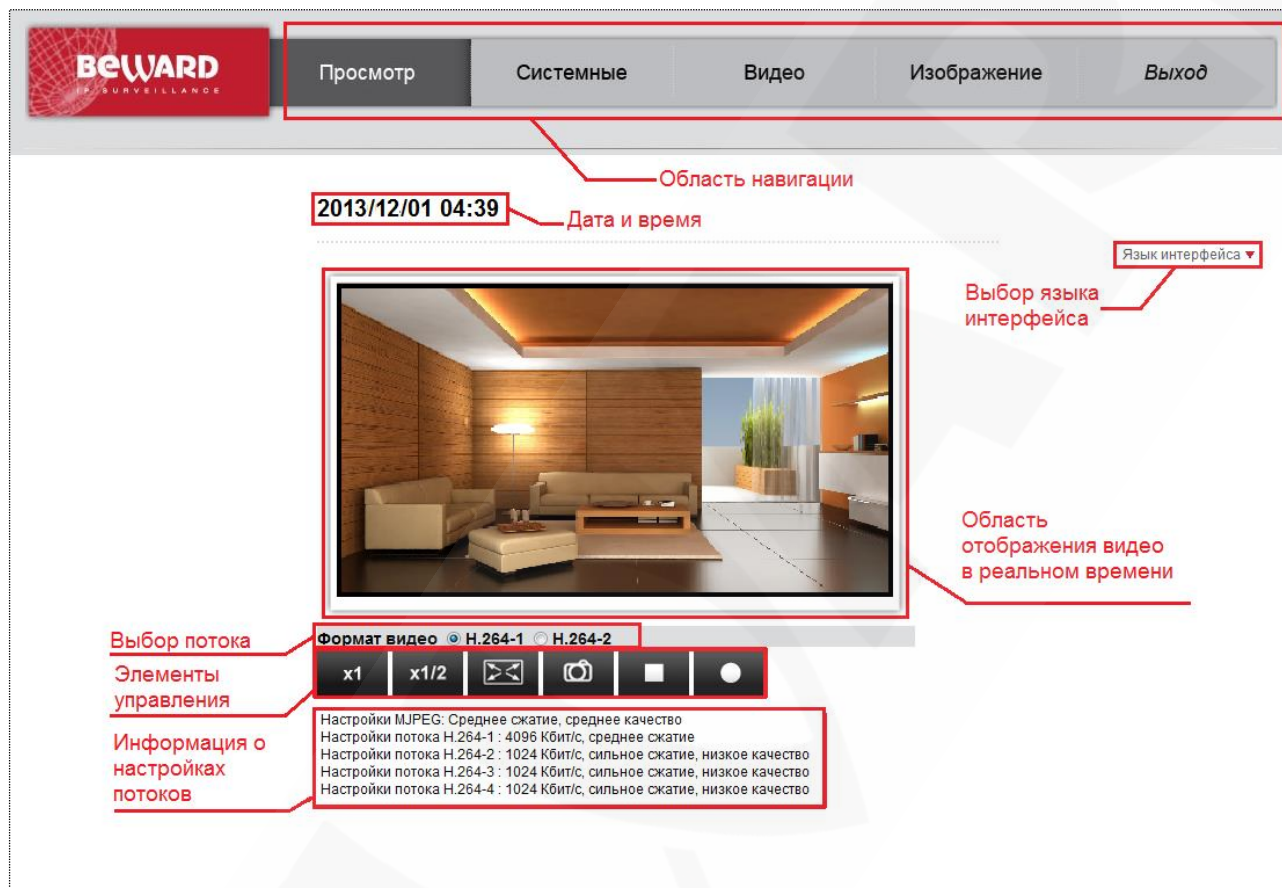 BEWARD
IP SURVEILLANCE
Просмотр
Системные
Видео
Изображение
Выход
Область навигации
2013/12/01 04:39
Дата и время
Язык интерфейса
Выбор языка
интерфейса
Область
отображения видео
в реальном времени
Выбор потока
Формат видео H.264-1 H.264-2
Элементы
управления
x1
x1/2
Информация о
настройках
потоков
Настройки MJPEG: Среднее сжатие, среднее качество
Настройки потока H.264-1 : 4096 Кбит/с, среднее сжатие
Настройки потока H.264-2 : 1024 Кбит/с, сильное сжатие, низкое качество
Настройки потока H.264-3 : 1024 Кбит/с, сильное сжатие, низкое качество
Настройки потока H.264-4 : 1024 Кбит/с, сильное сжатие, низкое качество